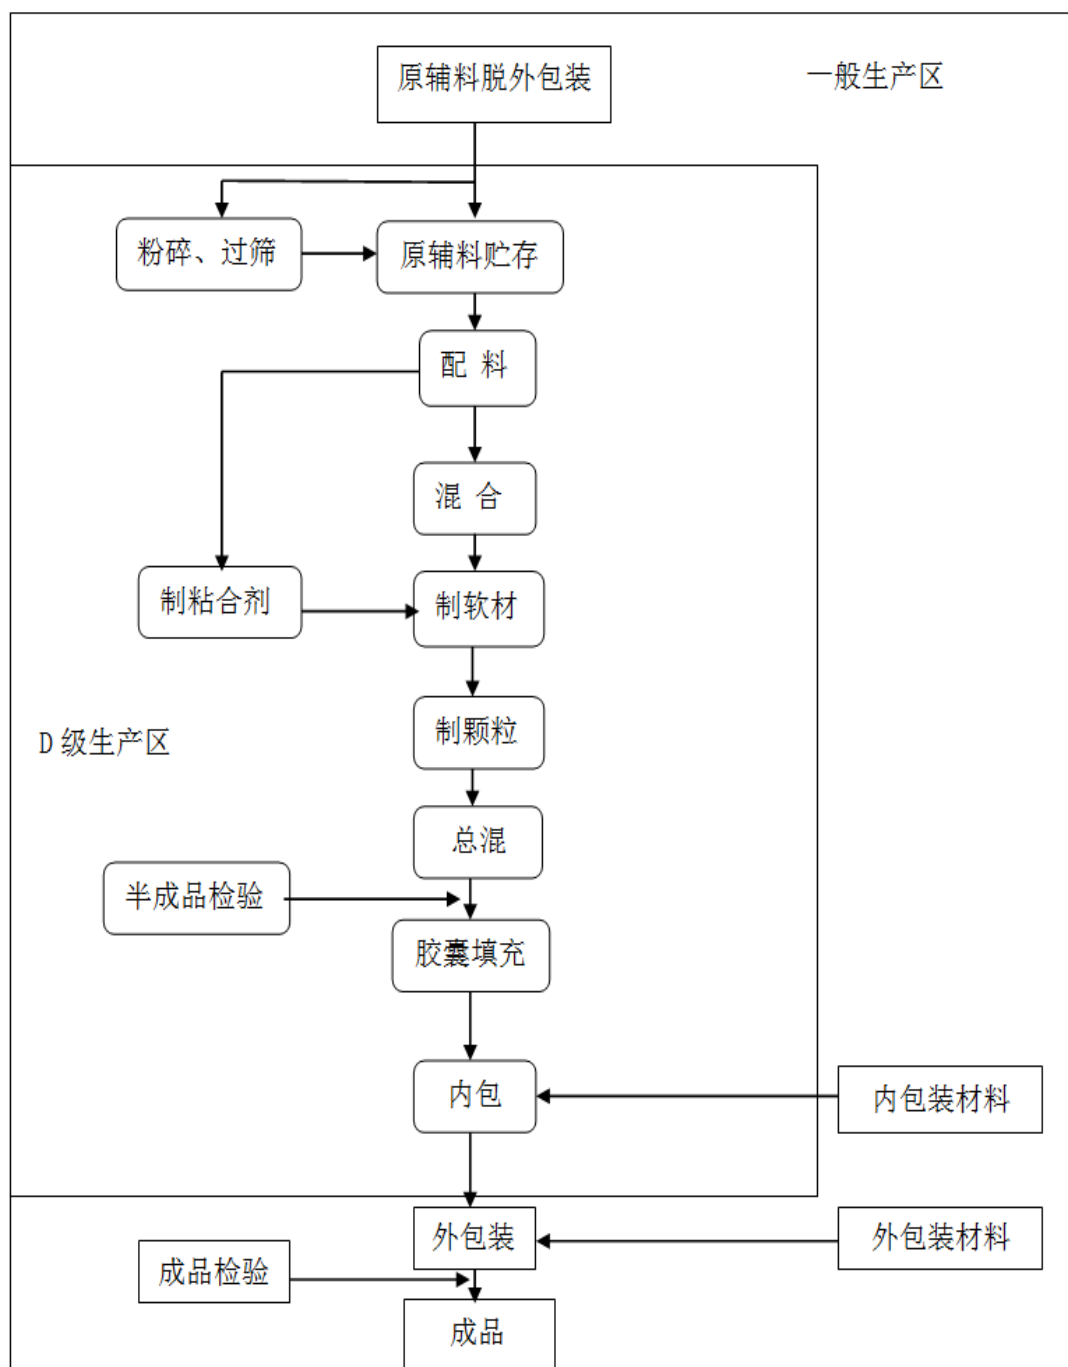 原辅料脱外包装
一般生产区
粉碎、过筛
原辅料贮存
配 料
混 合
制粘合剂
制软材
制颗粒
D 级生产区
总混
半成品检验
胶囊填充
内包
内包装材料
外包装
外包装材料
成品检验
成品